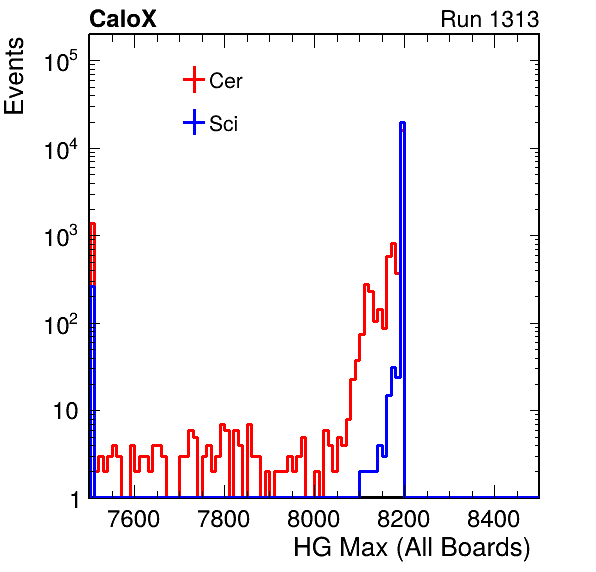 CaloX Run 1313
Events
Cer
Sci
10^5
10^4
10^3
10^2
10
1
7600 7800 8000 8200 8400
HG Max (All Boards)